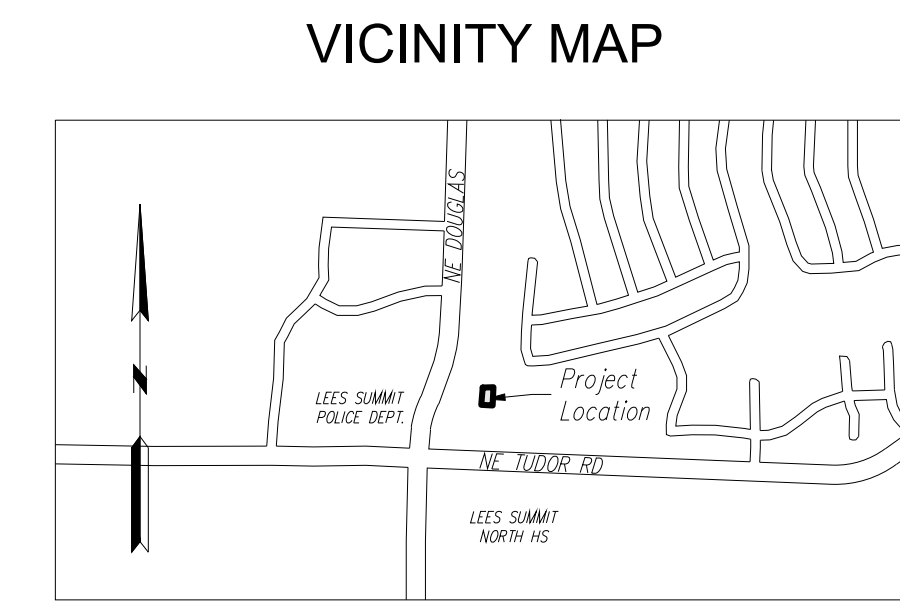 VICINITY MAP
NE DOUGLAS
N
Project
Location
LEES SUMMIT
POLICE DEPT.
NE TUDOR RD
LEES SUMMIT
NORTH HS